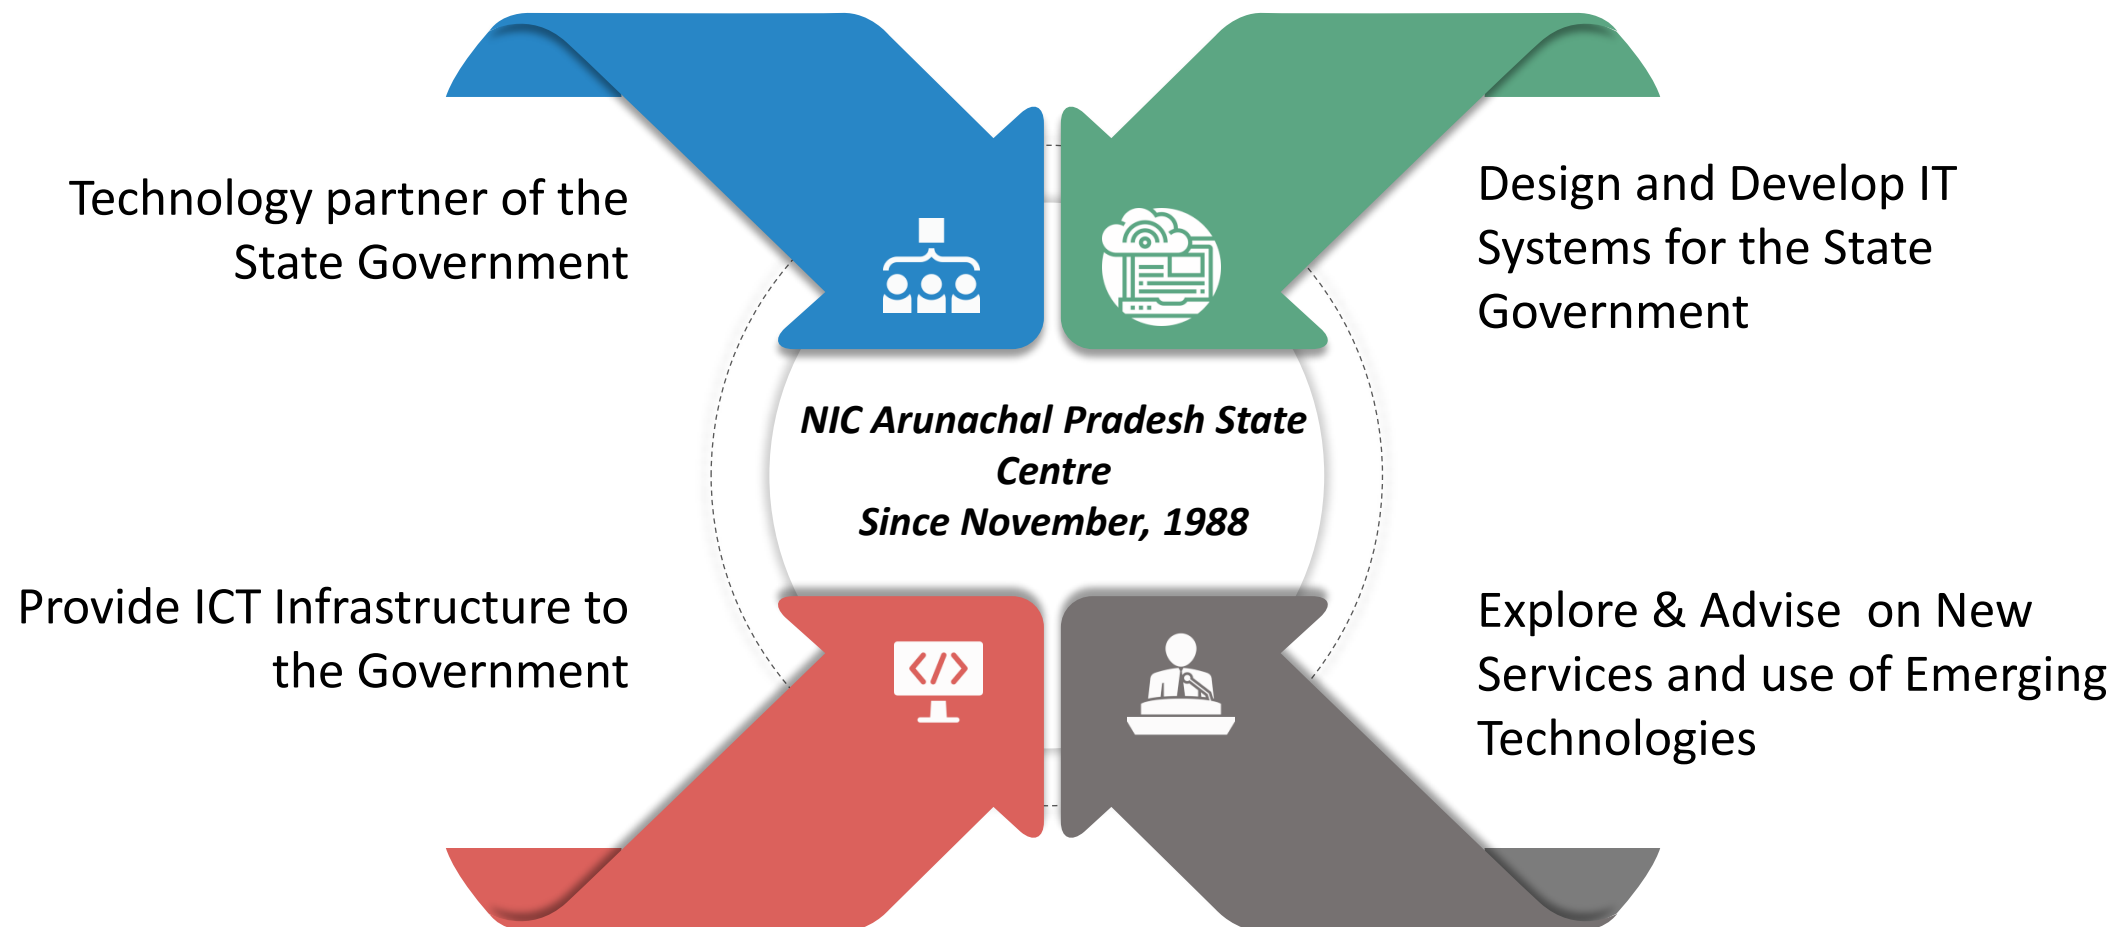 Technology partner of the
State Government
Design and Develop IT
Systems for the State
Government
NIC Arunachal Pradesh State
Centre
Since November, 1988
Provide ICT Infrastructure to
the Government
Explore & Advise  on New
Services and use of Emerging
Technologies